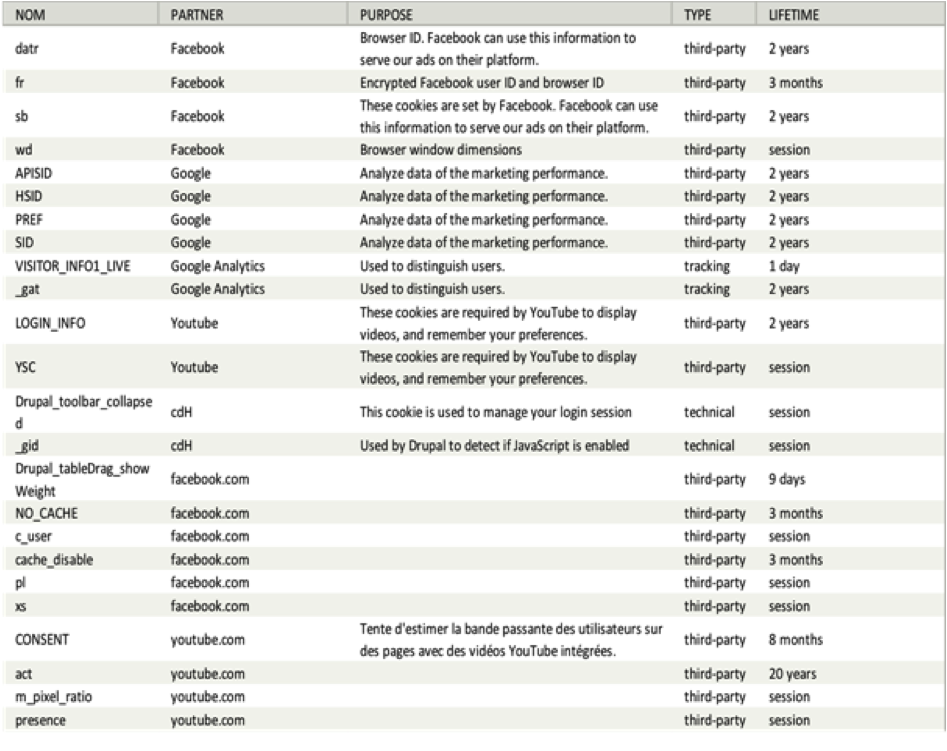 NOM PARTNER PURPOSE TYPE LIFETIME
datr Facebook Browser ID. Facebook can use this information to serve our ads on their platform. third-party 2 years
fr Facebook Encrypted Facebook user ID and browser ID third-party 3 months
sb Facebook These cookies are set by Facebook. Facebook can use this information to serve our ads on their platform. third-party 2 years
wd Facebook Browser window dimensions third-party session
APISID Google Analyze data of the marketing performance. third-party 2 years
HSID Google Analyze data of the marketing performance. third-party 2 years
PREF Google Analyze data of the marketing performance. third-party 2 years
SID Google Analyze data of the marketing performance. third-party 2 years
VISITOR_INFO1_LIVE Google Analytics Used to distinguish users. tracking 1 day
_gat Google Analytics Used to distinguish users. tracking 2 years
LOGIN_INFO Youtube These cookies are required by YouTube to display videos, and remember your preferences. third-party 2 years
YSC Youtube These cookies are required by YouTube to display videos, and remember your preferences. third-party session
Drupal_toolbar_collapsed cdH This cookie is used to manage your login session technical session
_gid cdH Used by Drupal to detect if JavaScript is enabled technical session
Drupal_tableDrag_showWeight facebook.com third-party 9 days
NO_CACHE facebook.com third-party 3 months
c_user facebook.com third-party session
cache_disable facebook.com third-party 3 months
pl facebook.com third-party session
xs facebook.com third-party session
CONSENT youtube.com Tente d'estimer la bande passante des utilisateurs sur des pages avec des vidéos YouTube intégrées. third-party 8 months
act youtube.com third-party 20 years
m_pixel_ratio youtube.com third-party session
presence youtube.com third-party session